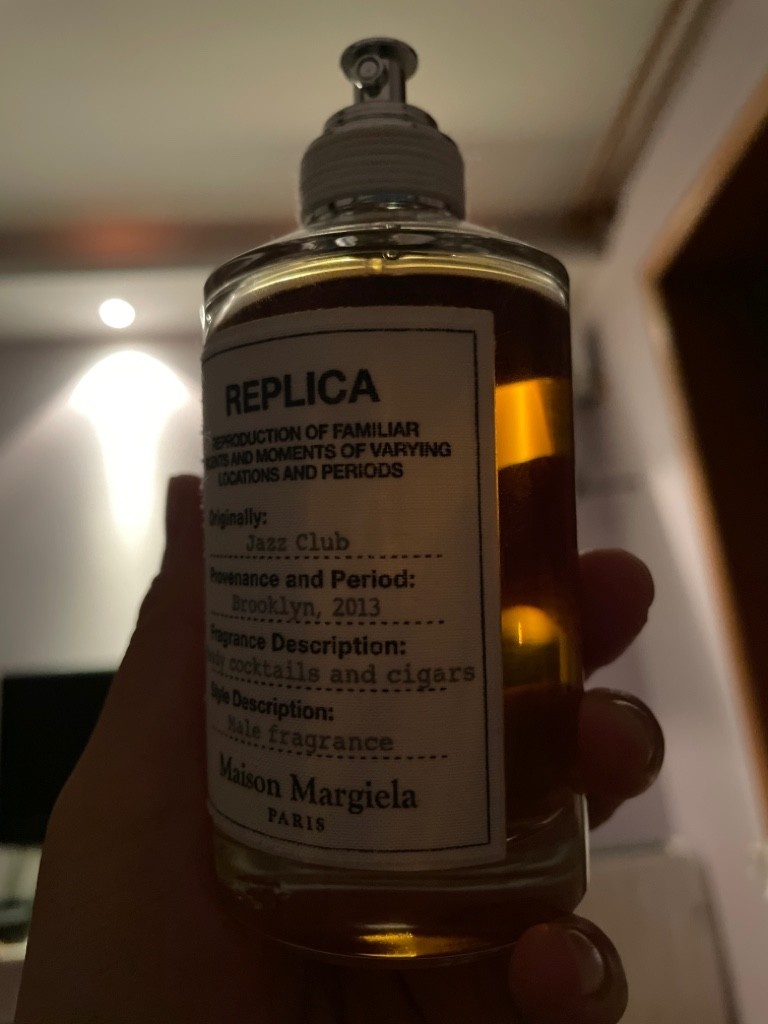 REPLICA
REPRODUCTION OF FAMILIAR
AND MOMENTS OF VARYING
LOCATIONS AND PERIODS
Originally:
Jazz Club
Provenance and Period:
Brooklyn, 2013
Fragrance Description:
cocktails and cigars
Style Description:
Male fragrance
Maison Margiela
PARIS